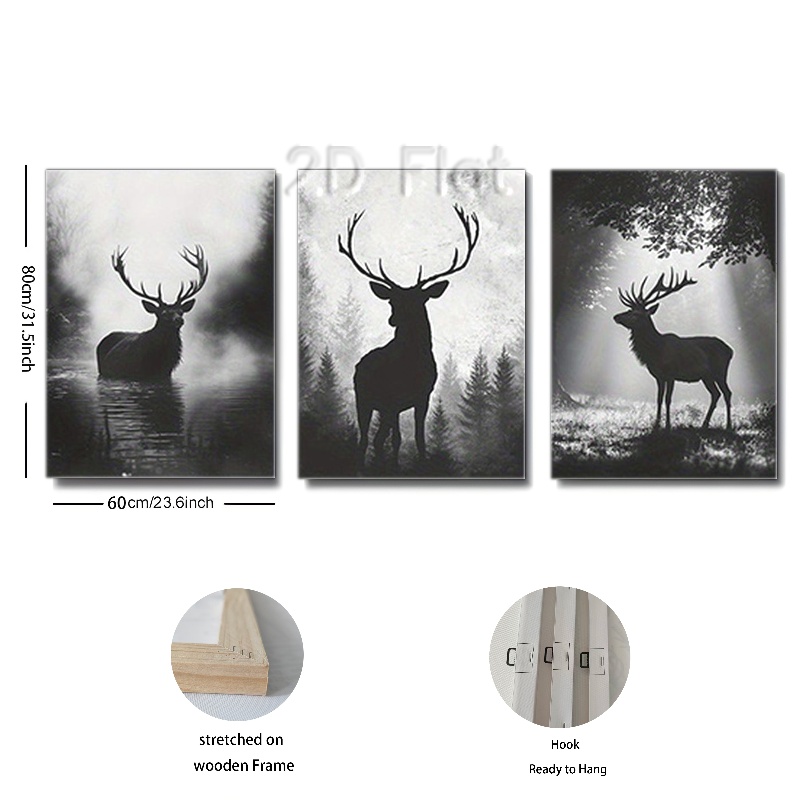 2D Flat
80cm/31.5inch
60cm/23.6inch
stretched on
wooden Frame
Hook
Ready to Hang